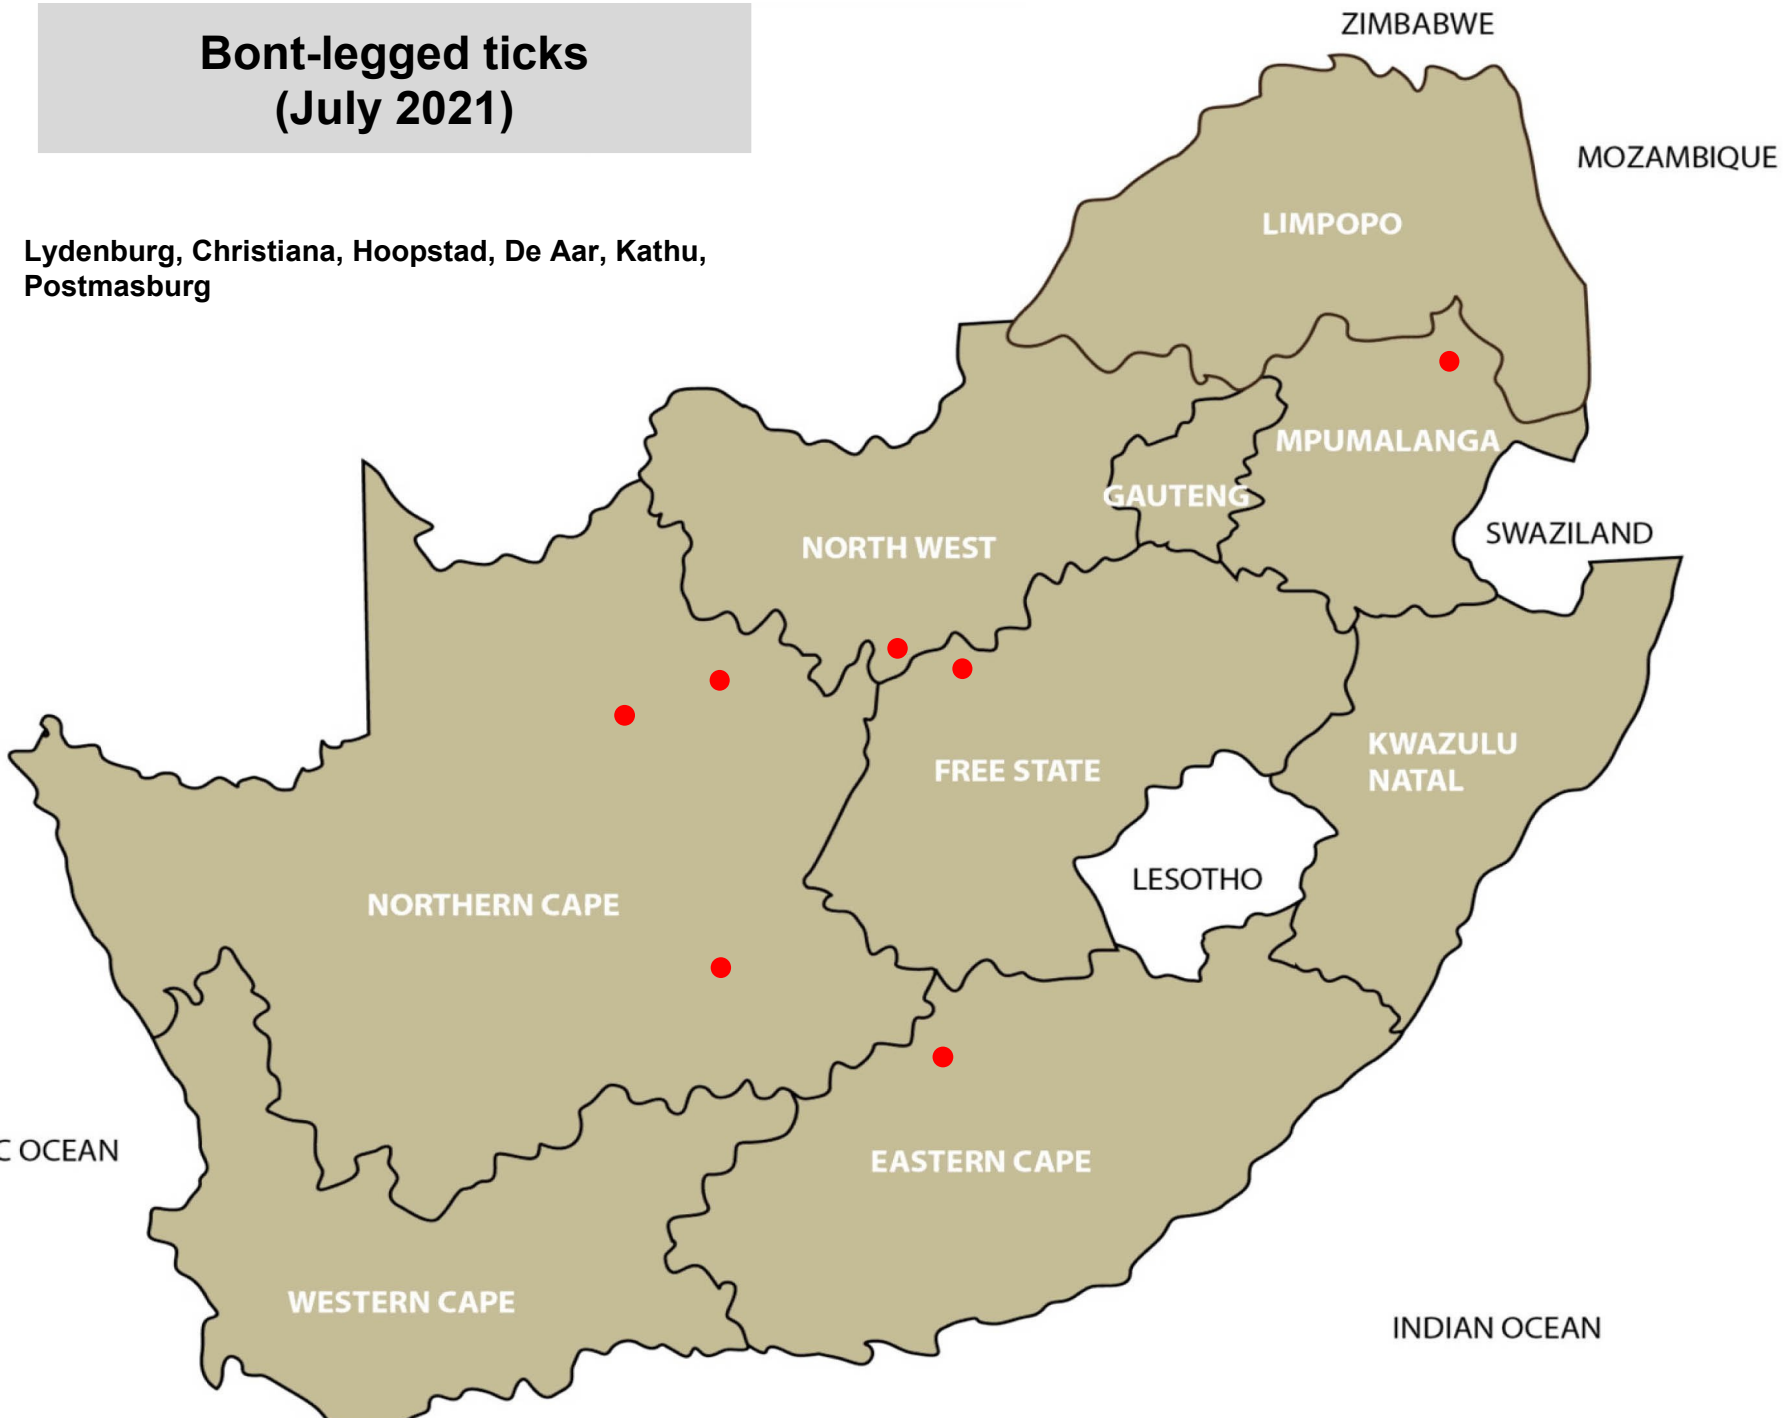 Bont-legged ticks
(July 2021)
Lydenburg, Christiana, Hoopstad, De Aar, Kathu,
Postmasburg
ZIMBABWE
MOZAMBIQUE
LIMPOPO
MPUMALANGA
GAUTENG
SWAZILAND
NORTH WEST
KWAZULU
NATAL
FREE STATE
LESOTHO
NORTHERN CAPE
C OCEAN
EASTERN CAPE
WESTERN CAPE
INDIAN OCEAN